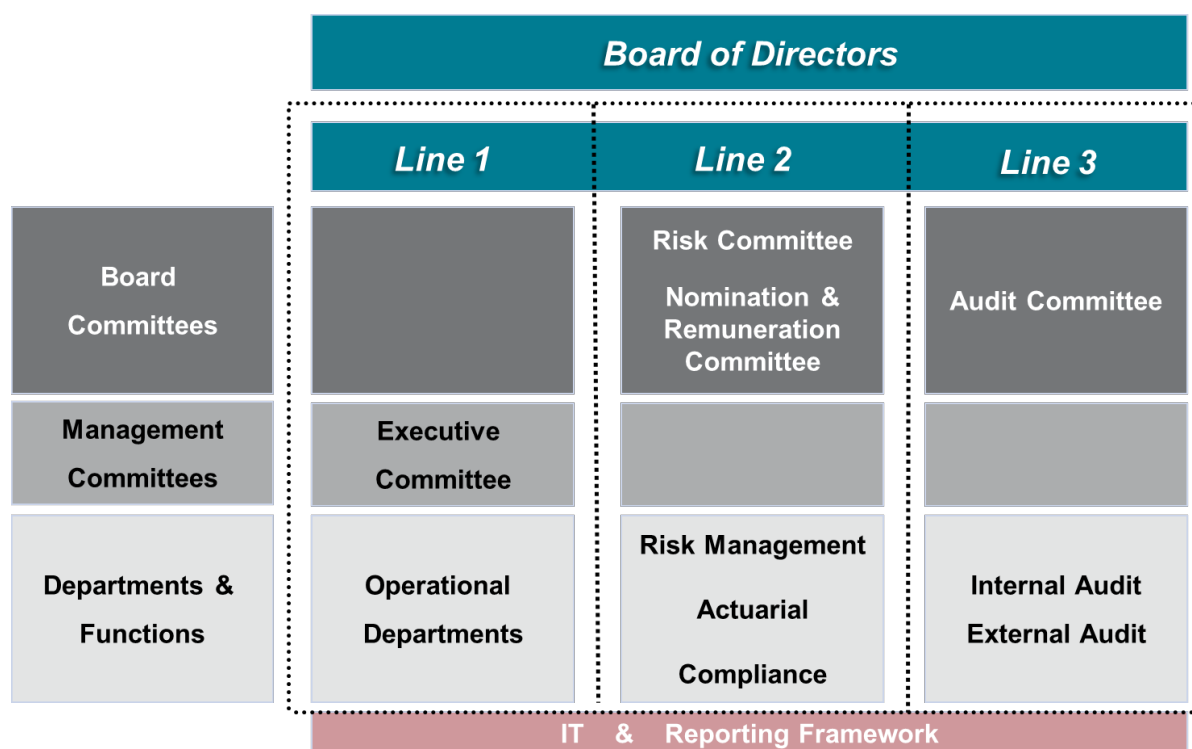 Board of Directors
Line 1
Line 2
Line 3
Board
Committees
Risk Committee
Nomination &
Remuneration
Committee
Audit Committee
Management
Committees
Executive
Committee
Departments &
Functions
Operational
Departments
Risk Management
Actuarial
Compliance
Internal Audit
External Audit
IT & Reporting Framework